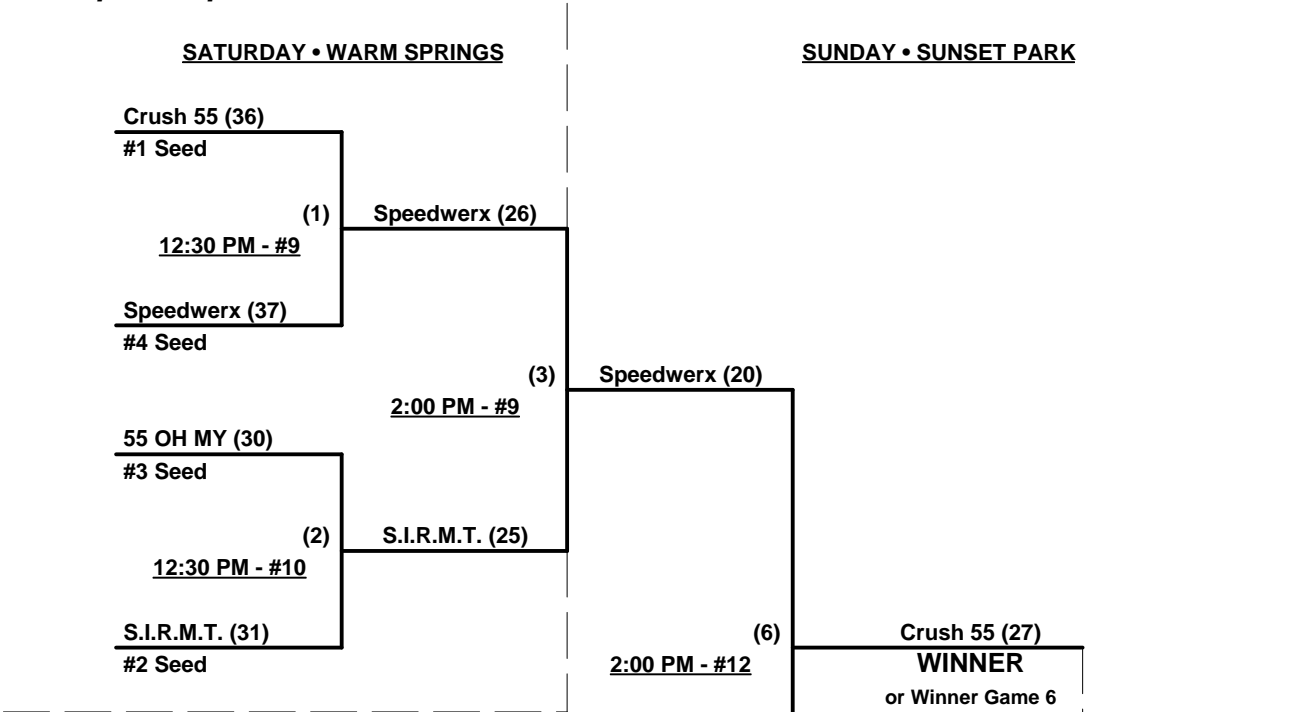 SATURDAY • WARM SPRINGS
SUNDAY • SUNSET PARK
Crush 55 (36)
#1 Seed
(1)
Speedwerx (26)
12:30 PM - #9
Speedwerx (37)
#4 Seed
(3)
Speedwerx (20)
2:00 PM - #9
55 OH MY (30)
#3 Seed
(2)
S.I.R.M.T. (25)
12:30 PM - #10
S.I.R.M.T. (31)
#2 Seed
(6)
Crush 55 (27)
2:00 PM - #12
WINNER
or Winner Game 6